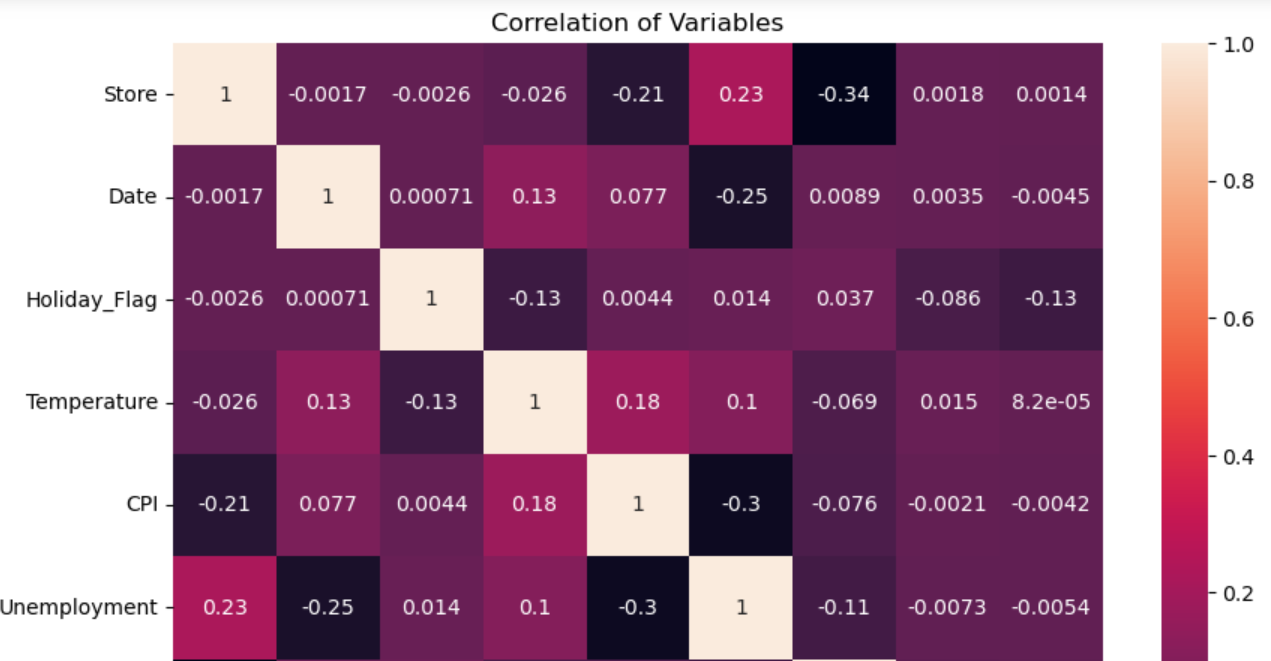 Correlation of Variables
Store 1 -0.0017 -0.0026 -0.026 -0.21 0.23 -0.34 0.0018 0.0014 1.0
Date -0.0017 1 0.00071 0.13 0.077 -0.25 0.0089 0.0035 -0.0045 0.8
Holiday_Flag -0.0026 0.00071 1 -0.13 0.0044 0.014 0.037 -0.086 -0.13 0.6
Temperature -0.026 0.13 -0.13 1 0.18 0.1 -0.069 0.015 8.2e-05
CPI -0.21 0.077 0.0044 0.18 1 -0.3 -0.076 -0.0021 -0.0042 0.4
Unemployment 0.23 -0.25 0.014 0.1 -0.3 1 -0.11 -0.0073 -0.0054 0.2